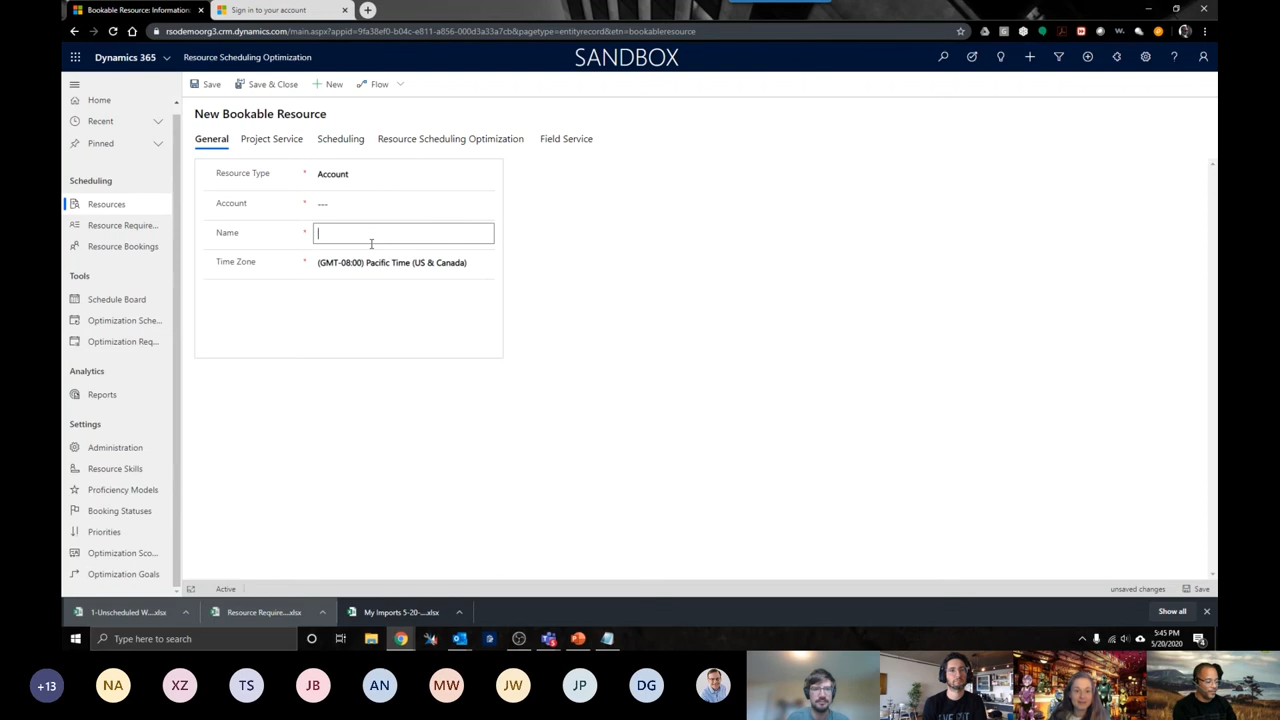 Bookable Resource: Information
Sign in to your account
rsodemoorg3.crm.dynamics.com/main.aspx?appid=9fa38ef0-b04c-e811-a856-000d3a33a7cb&pagetype=entityrecord&etn=bookableresource
Dynamics 365
Resource Scheduling Optimization
SANDBOX
Save
Save & Close
New
Flow
Home
Recent
Pinned
Scheduling
Resources
Resource Require...
Resource Bookings
Tools
Schedule Board
Optimization Sche...
Optimization Req...
Analytics
Reports
Settings
Administration
Resource Skills
Proficiency Models
Booking Statuses
Priorities
Optimization Sco...
Optimization Goals
New Bookable Resource
General Project Service Scheduling Resource Scheduling Optimization Field Service
Resource Type * Account
Account * ---
Name *
Time Zone * (GMT-08:00) Pacific Time (US & Canada)
Active
unsaved changes
Save
1-Unscheduled W....xlsx
Resource Require....xlsx
My Imports 5-20-....xlsx
Show all
Type here to search
5:45 PM
5/20/2020
+13 NA XZ TS JB AN MW JW JP DG